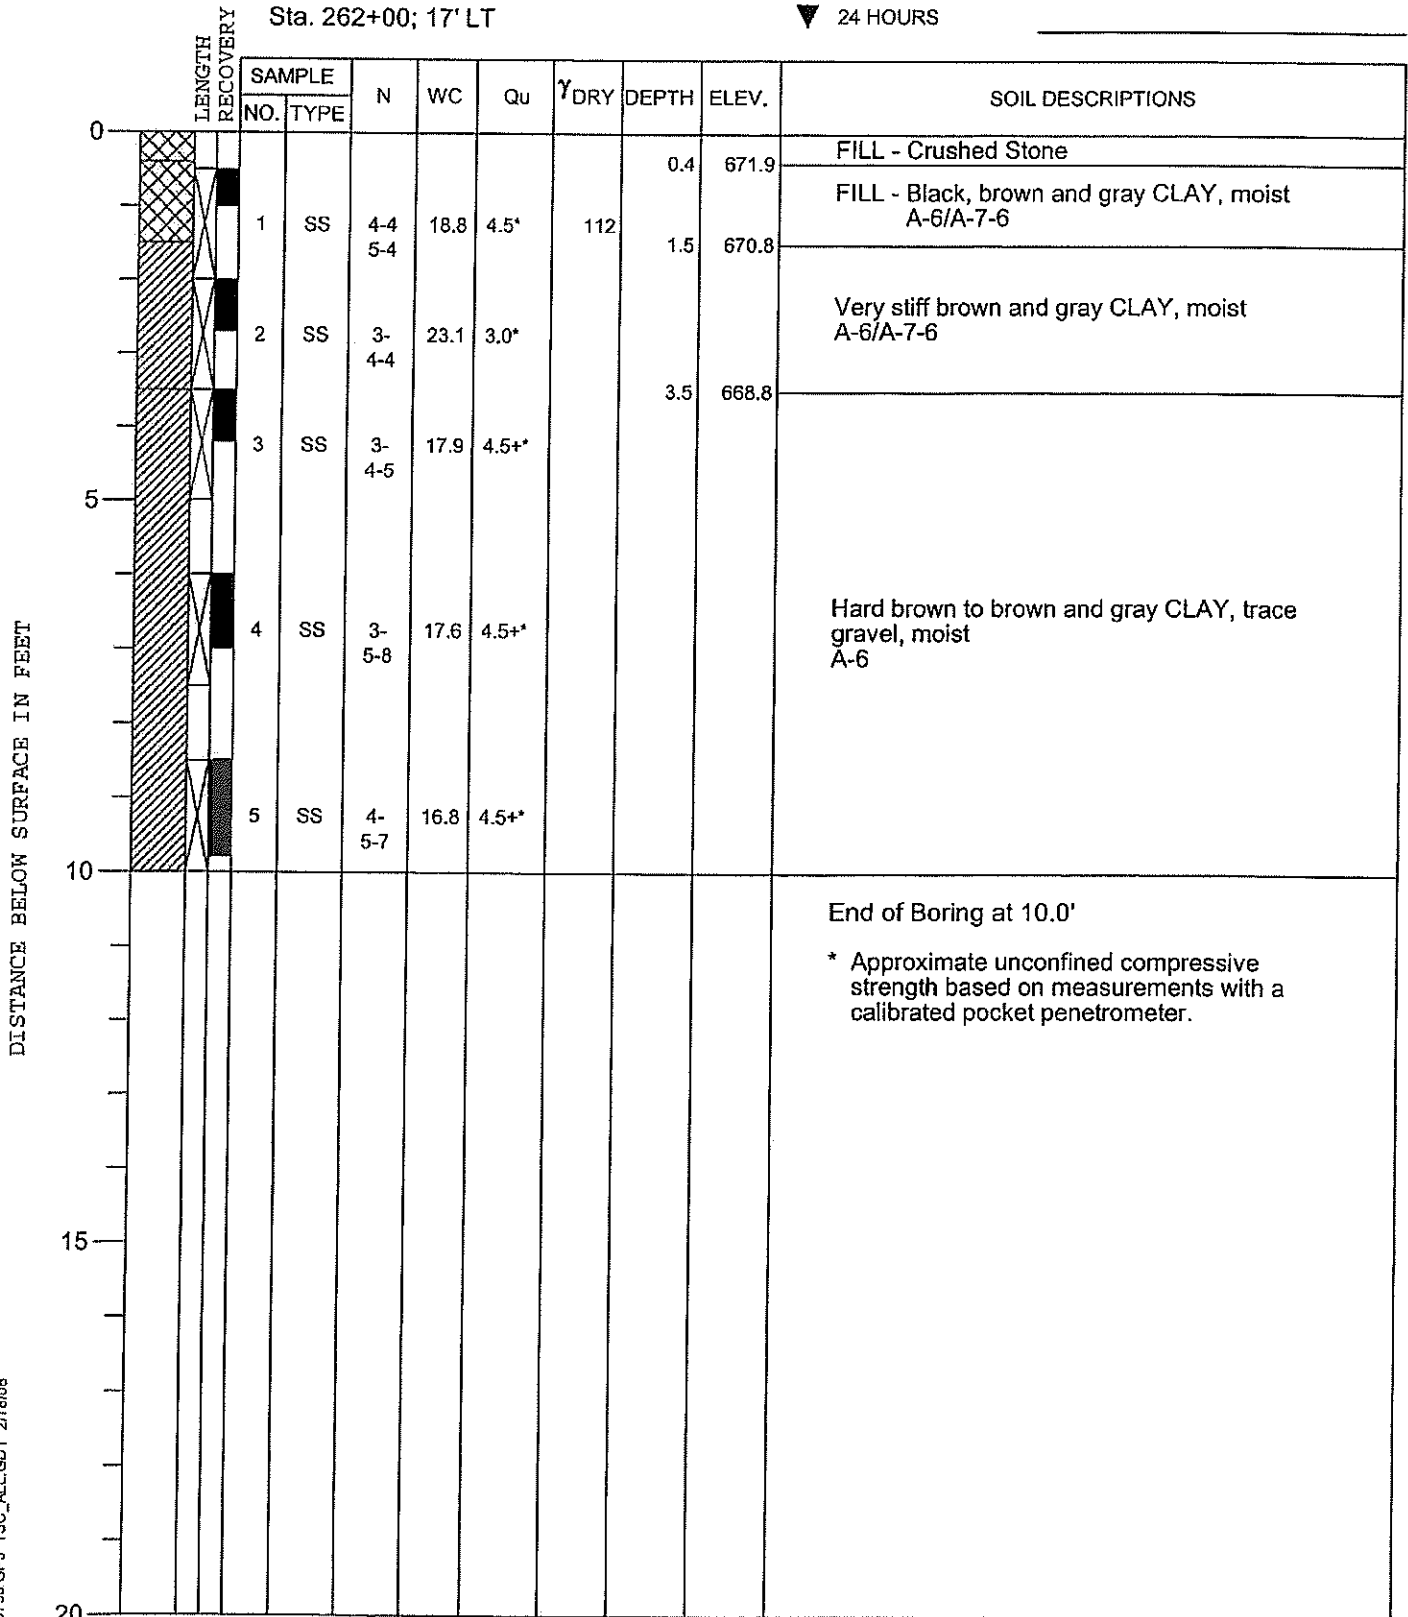 Sta. 262+00; 17' LT
▼ 24 HOURS
LENGTH
RECOVERY
SAMPLE
NO. TYPE N WC Qu γDRY DEPTH ELEV. SOIL DESCRIPTIONS
0
FILL - Crushed Stone
0.4 671.9
FILL - Black, brown and gray CLAY, moist
A-6/A-7-6
1 SS 4-4 18.8 4.5* 112
5-4
1.5 670.8
Very stiff brown and gray CLAY, moist
A-6/A-7-6
2 SS 3- 23.1 3.0*
4-4
3.5 668.8
3 SS 3- 17.9 4.5+*
4-5
5
Hard brown to brown and gray CLAY, trace
gravel, moist
A-6
4 SS 3- 17.6 4.5+*
5-8
5 SS 4- 16.8 4.5+*
5-7
10
End of Boring at 10.0'
* Approximate unconfined compressive
strength based on measurements with a
calibrated pocket penetrometer.
15
20
DISTANCE BELOW SURFACE IN FEET